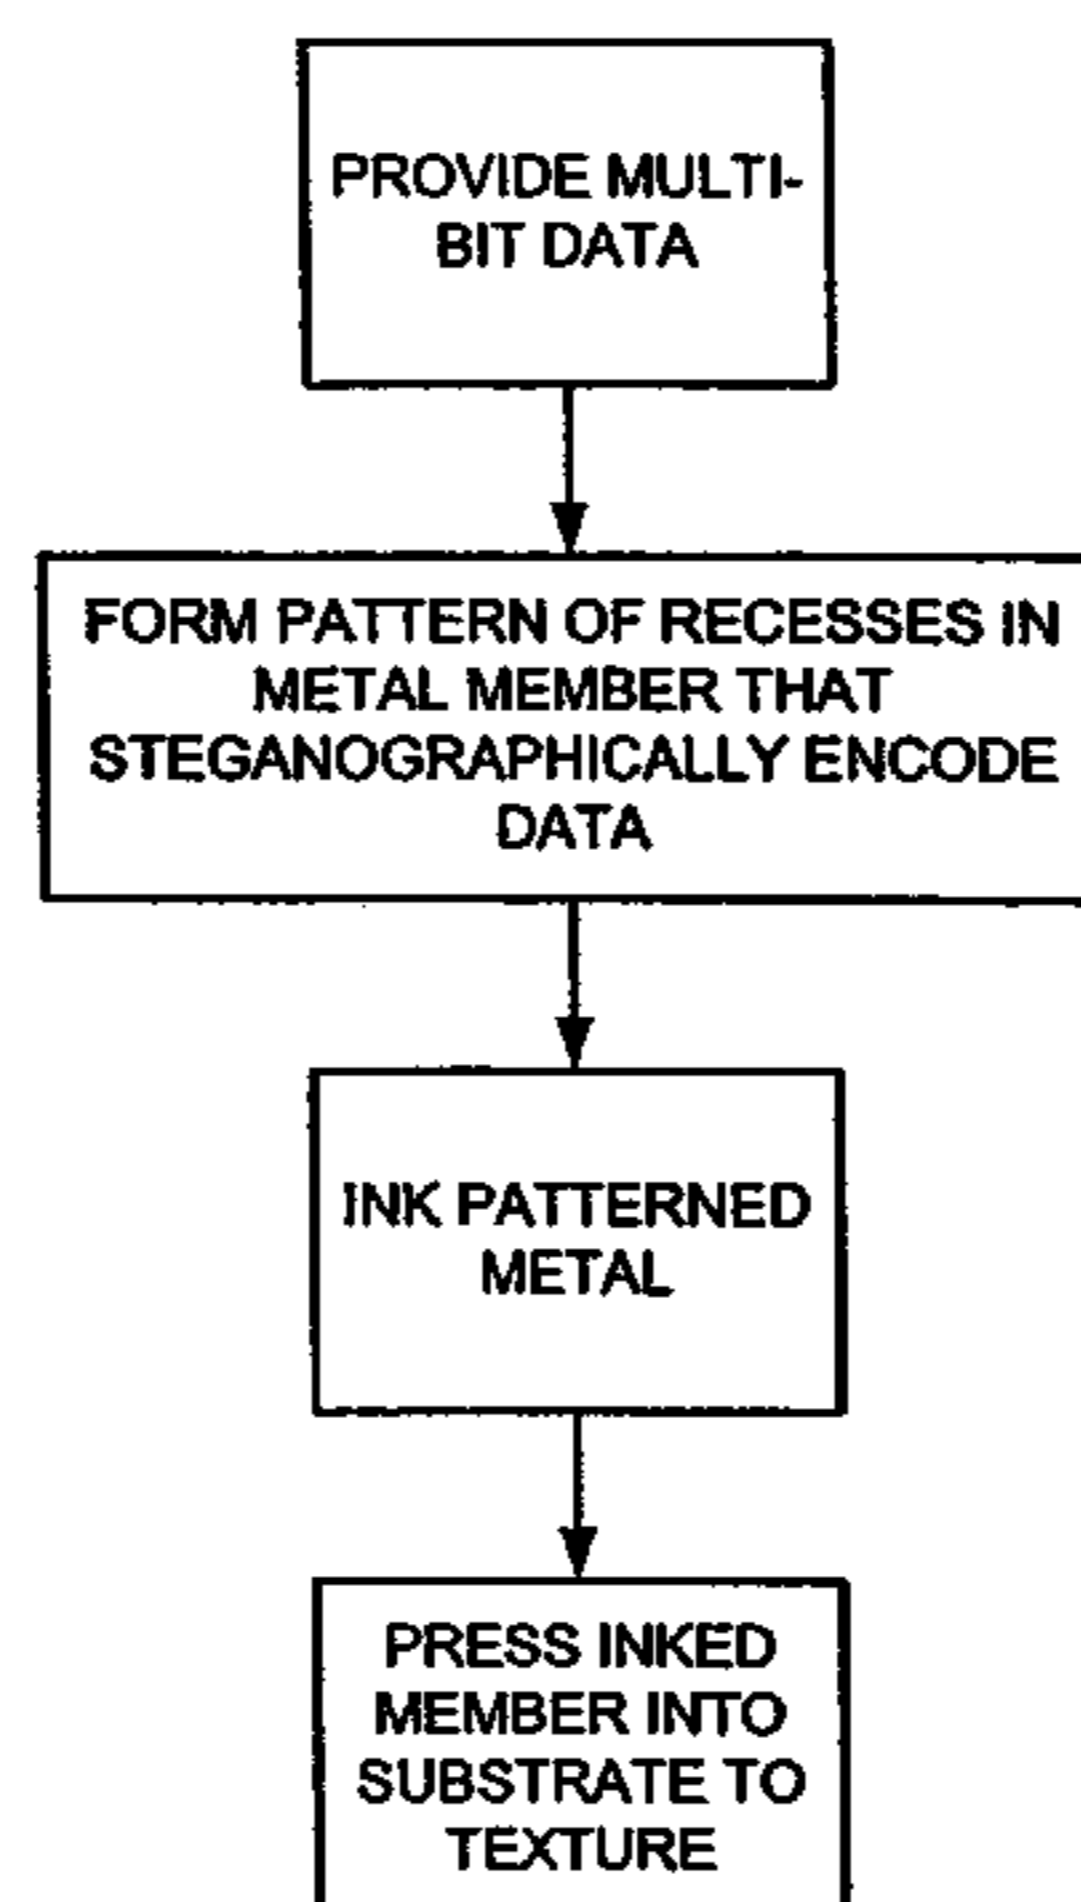 PROVIDE MULTI-
BIT DATA
FORM PATTERN OF RECESSES IN
METAL MEMBER THAT
STEGANOGRAPHICALLY ENCODE
DATA
INK PATTERNED
METAL
PRESS INKED
MEMBER INTO
SUBSTRATE TO
TEXTURE